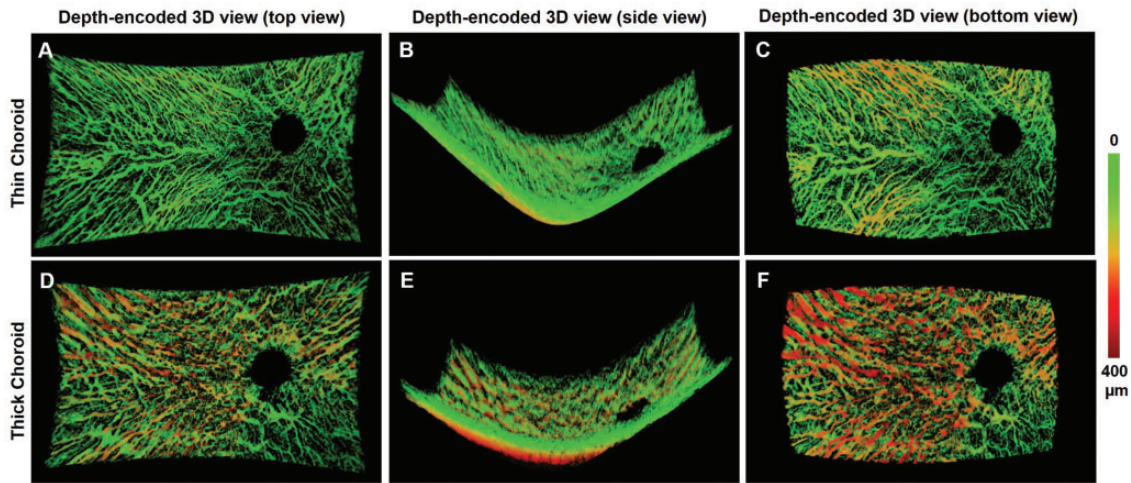 Depth-encoded 3D view (top view)
Depth-encoded 3D view (side view)
Depth-encoded 3D view (bottom view)
Thin Choroid
A
B
C
0
Thick Choroid
D
E
F
400
µm